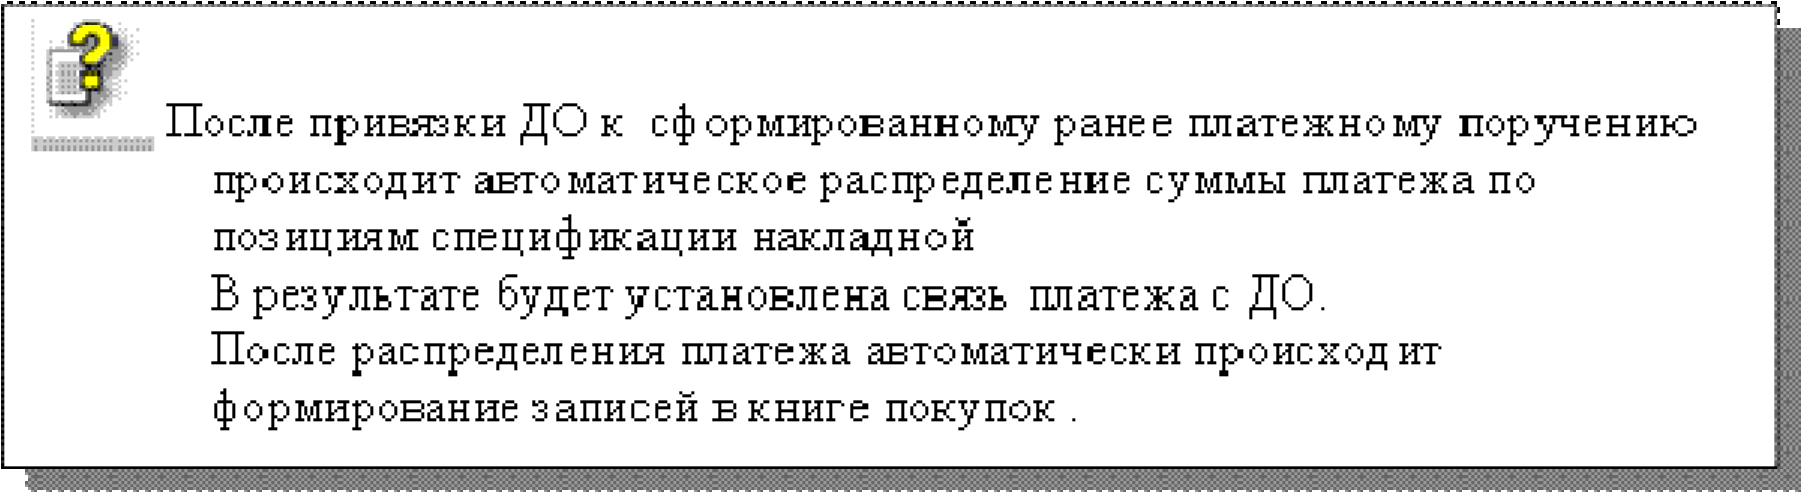 После привязки ДО к сформированному ранее платежному поручению
происходит автоматическое распределение суммы платежа по
позициям спецификации накладной
В результате будет установлена связь платежа с ДО.
После распределения платежа автоматически происходит
формирование записей в книге покупок .